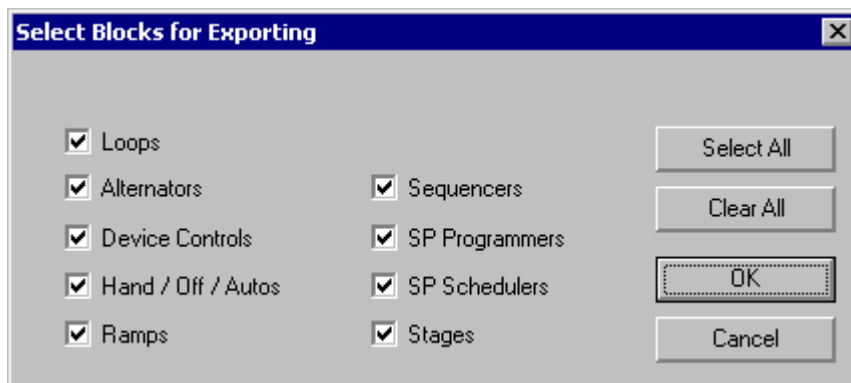 Select Blocks for Exporting
Loops
Alternators
Device Controls
Hand / Off / Autos
Ramps
Sequencers
SP Programmers
SP Schedulers
Stages
Select All
Clear All
OK
Cancel